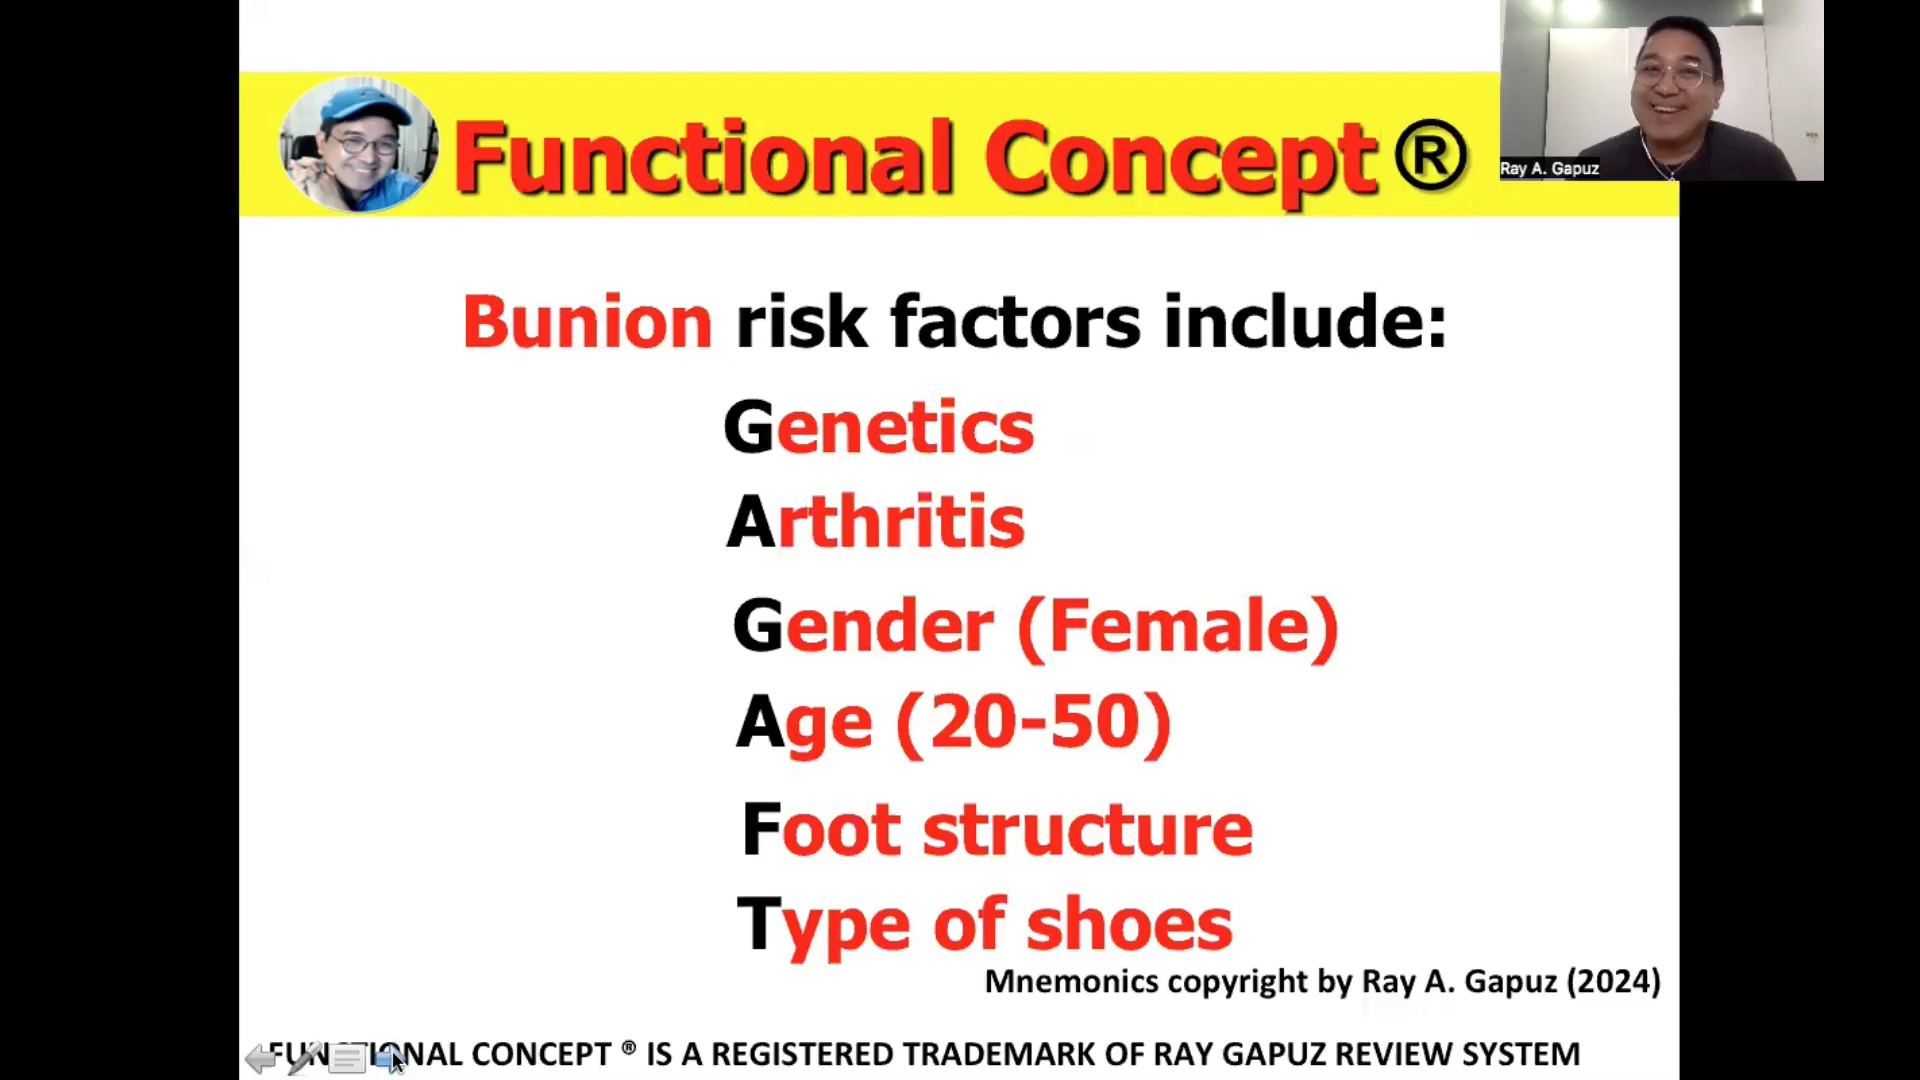 Functional Concept ®
Ray A. Gapuz
Bunion risk factors include:
Genetics
Arthritis
Gender (Female)
Age (20-50)
Foot structure
Type of shoes
Mnemonics copyright by Ray A. Gapuz (2024)
FUNCTIONAL CONCEPT ® IS A REGISTERED TRADEMARK OF RAY GAPUZ REVIEW SYSTEM